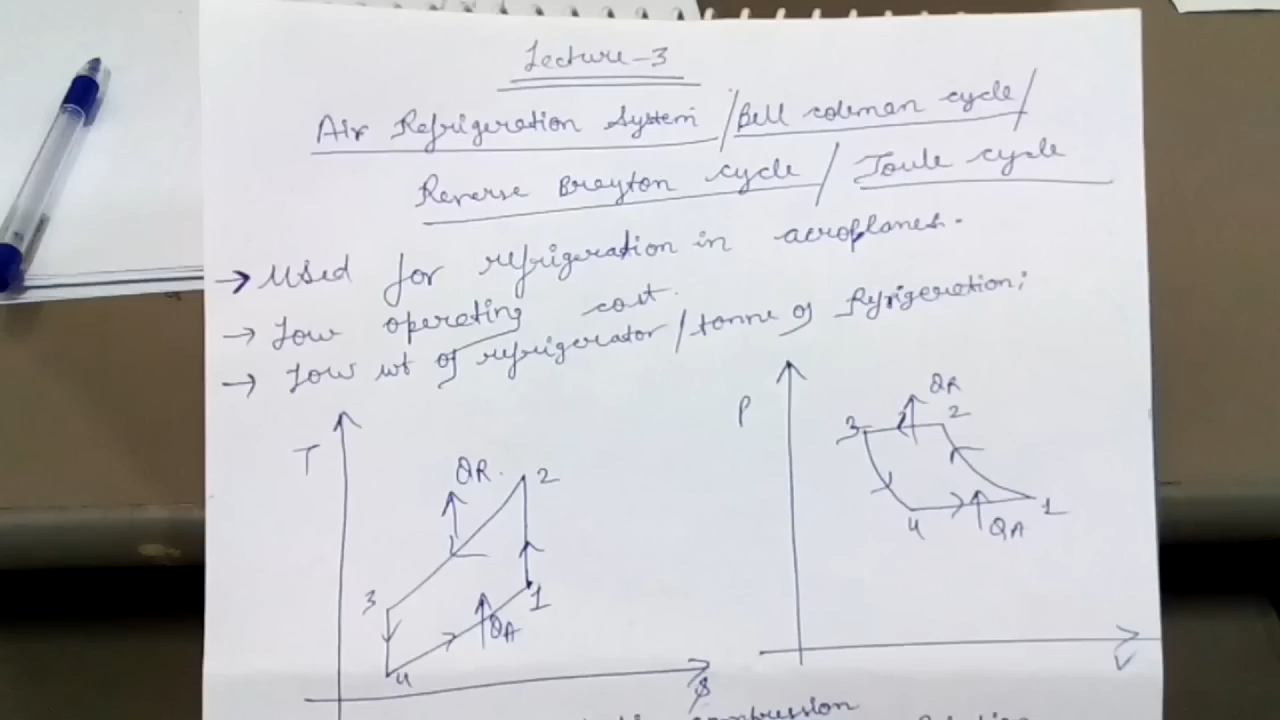 Lecture-3
Air Refrigeration System / Bell coleman cycle /
Reverse Brayton cycle / Joule cycle
→ Used for refrigeration in aeroplanes.
→ Low operating cost.
→ Low wt of refrigerator / tonne of refrigeration;
T
QR
2
3
1
QA
4
S
P
QR
3
2
4
QA
1
V
compression